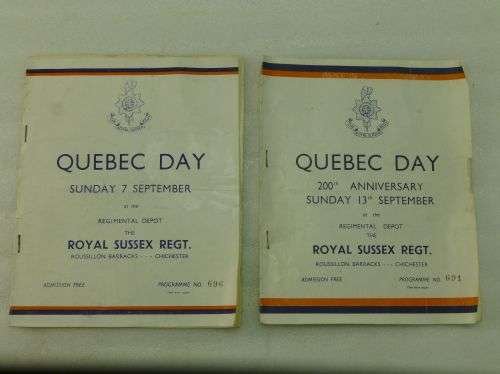 QUEBEC DAY
SUNDAY 7 SEPTEMBER
at the
REGIMENTAL DEPOT
THE
ROYAL SUSSEX REGT.
ROUSSILLON BARRACKS - - - CHICHESTER
ADMISSION FREE
PROGRAMME NO. 696
QUEBEC DAY
200th ANNIVERSARY
SUNDAY 13th SEPTEMBER
at the
REGIMENTAL DEPOT
THE
ROYAL SUSSEX REGT.
ROUSSILLON BARRACKS - - - CHICHESTER
ADMISSION FREE
PROGRAMME NO. 691